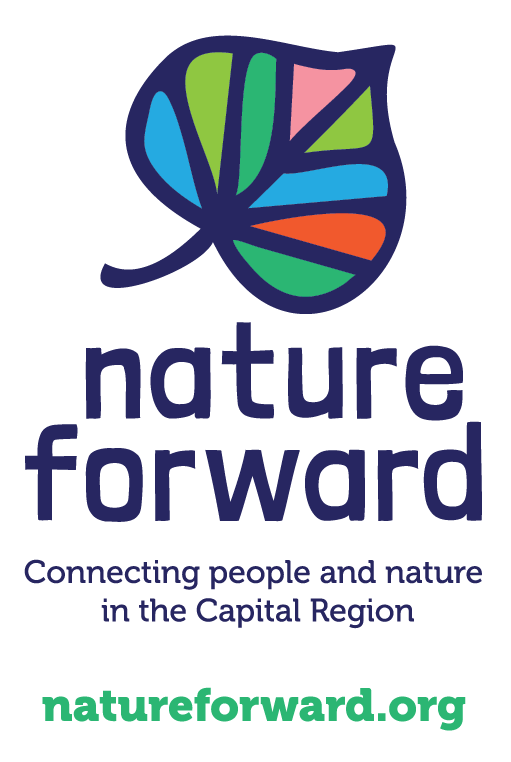 nature
forward
Connecting people and nature
in the Capital Region
natureforward.org